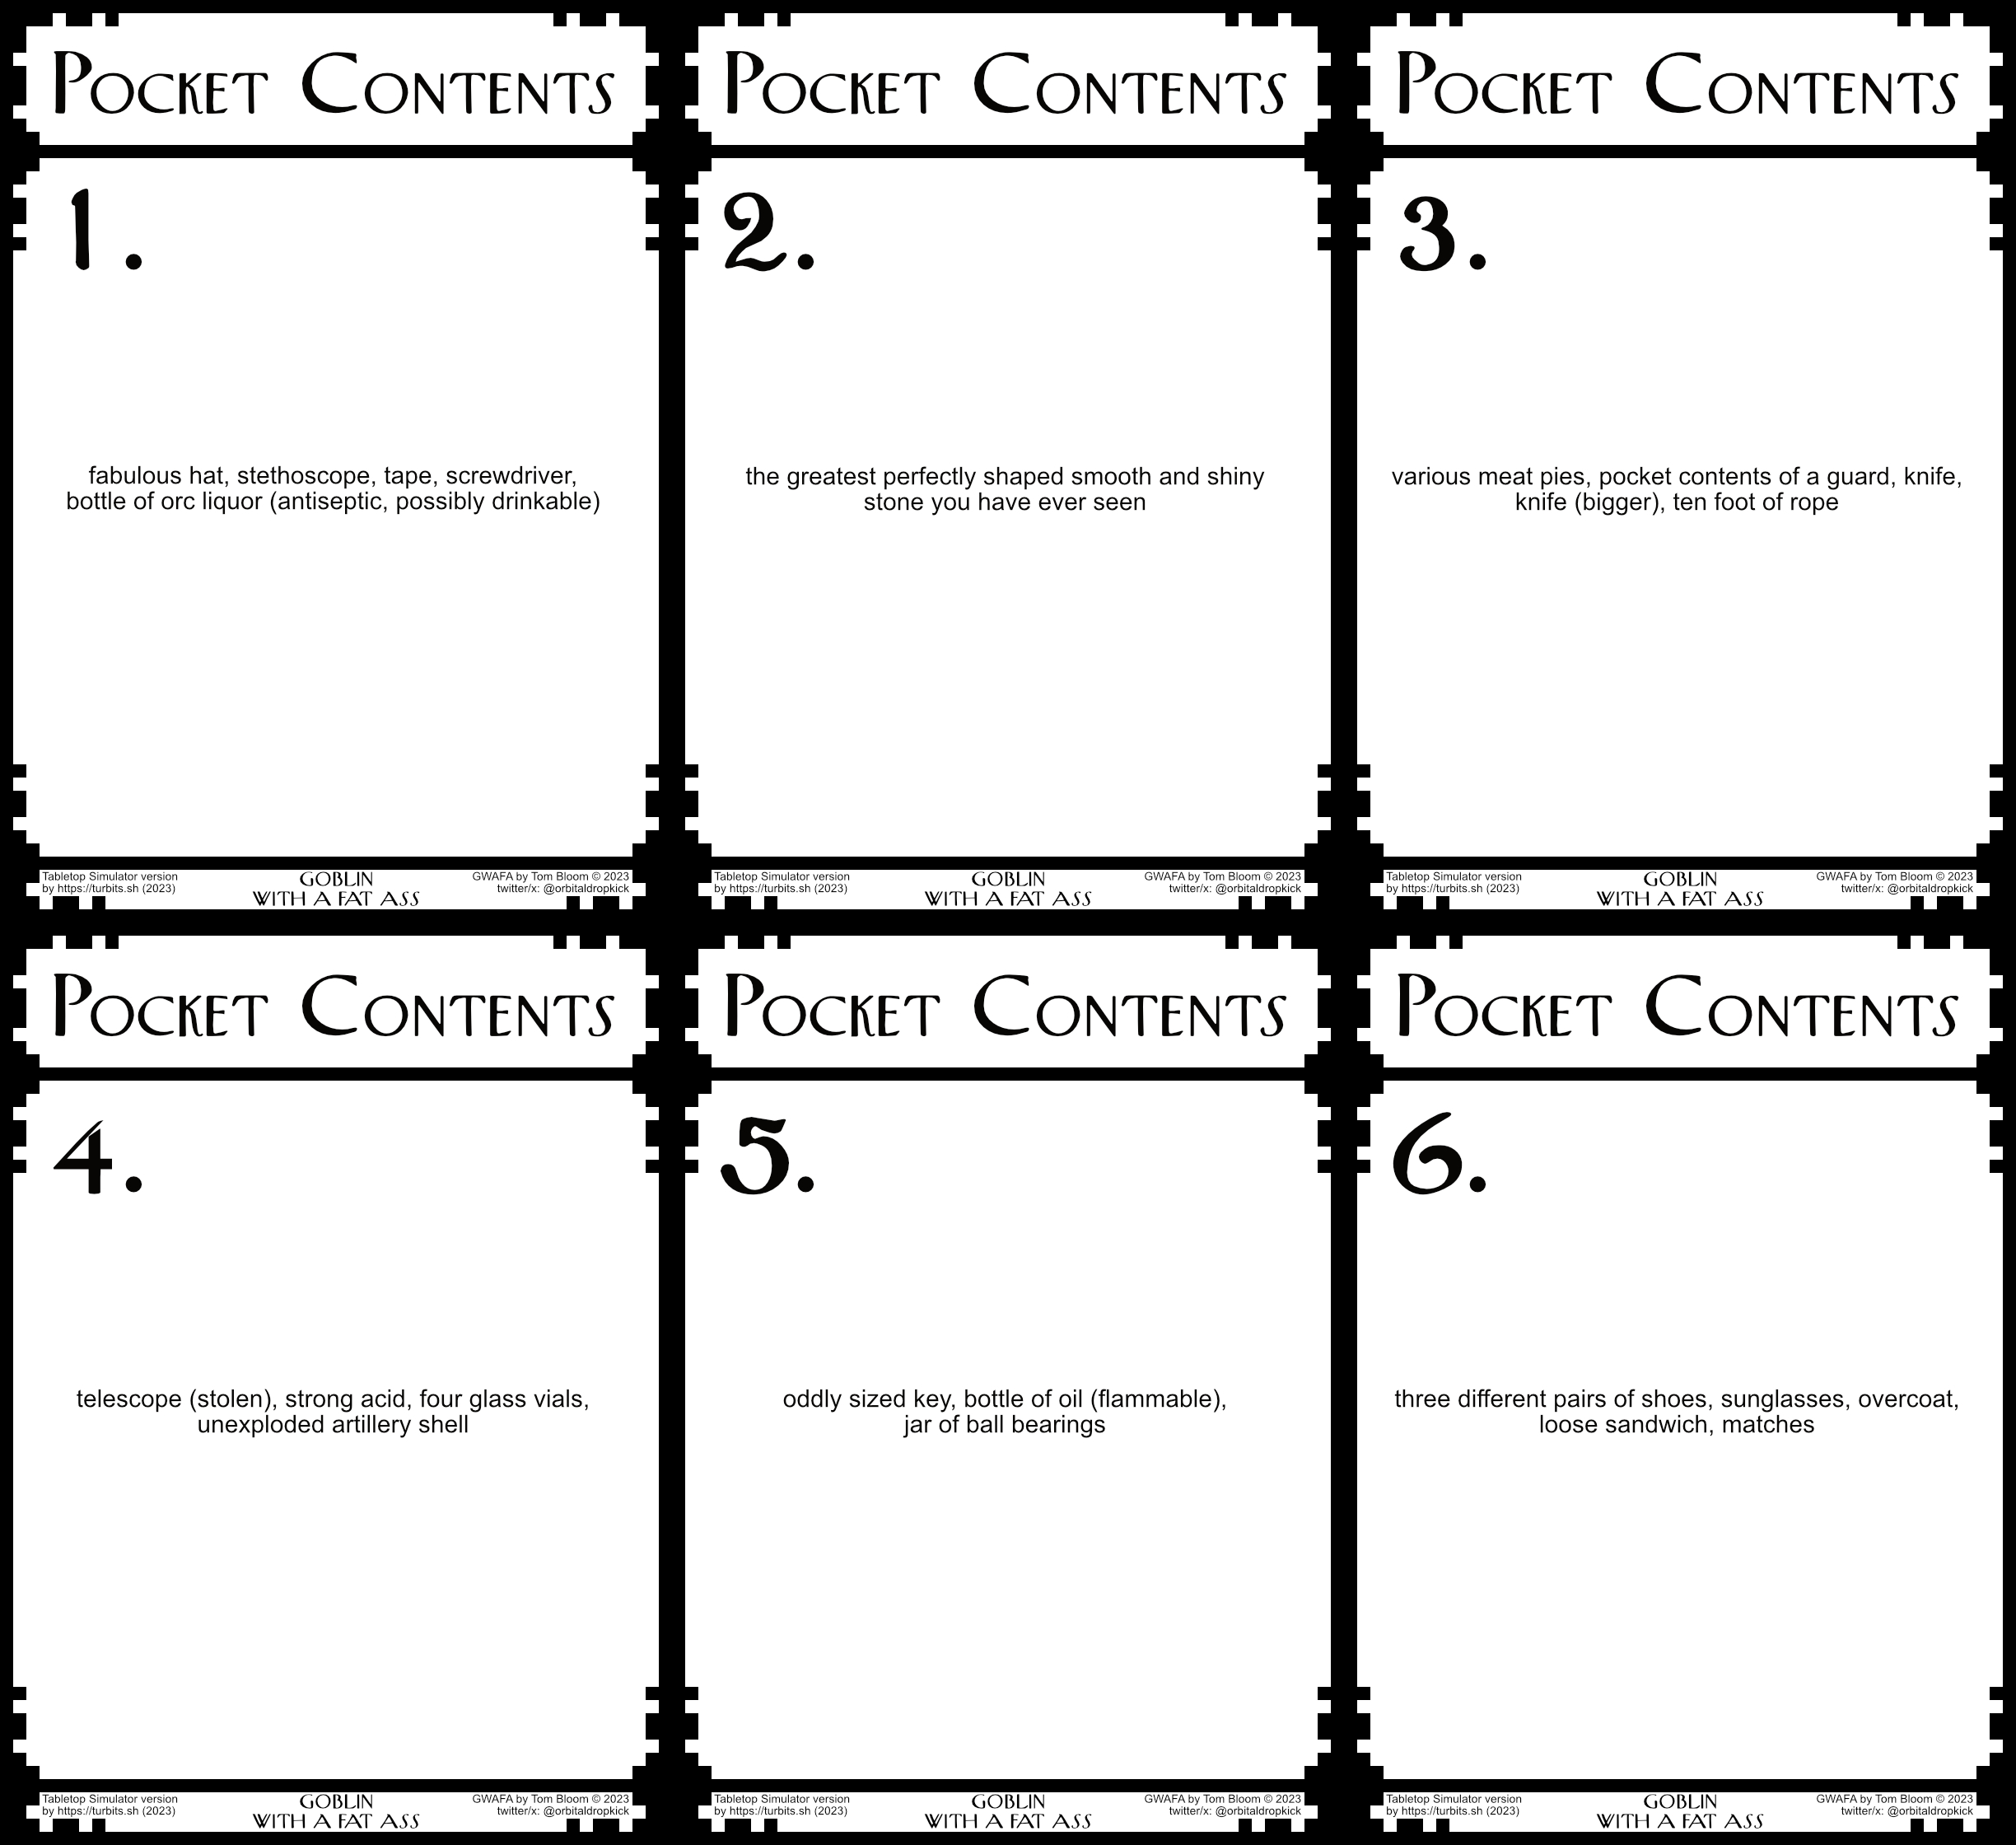 Pocket Contents
1.
fabulous hat, stethoscope, tape, screwdriver,
bottle of orc liquor (antiseptic, possibly drinkable)
Tabletop Simulator version
by https://turbits.sh (2023)
GOBLIN
WITH A FAT ASS
GWAFA by Tom Bloom © 2023
twitter/x: @orbitaldropkick
Pocket Contents
2.
the greatest perfectly shaped smooth and shiny
stone you have ever seen
Tabletop Simulator version
by https://turbits.sh (2023)
GOBLIN
WITH A FAT ASS
GWAFA by Tom Bloom © 2023
twitter/x: @orbitaldropkick
Pocket Contents
3.
various meat pies, pocket contents of a guard, knife,
knife (bigger), ten foot of rope
Tabletop Simulator version
by https://turbits.sh (2023)
GOBLIN
WITH A FAT ASS
GWAFA by Tom Bloom © 2023
twitter/x: @orbitaldropkick
Pocket Contents
4.
telescope (stolen), strong acid, four glass vials,
unexploded artillery shell
Tabletop Simulator version
by https://turbits.sh (2023)
GOBLIN
WITH A FAT ASS
GWAFA by Tom Bloom © 2023
twitter/x: @orbitaldropkick
Pocket Contents
5.
oddly sized key, bottle of oil (flammable),
jar of ball bearings
Tabletop Simulator version
by https://turbits.sh (2023)
GOBLIN
WITH A FAT ASS
GWAFA by Tom Bloom © 2023
twitter/x: @orbitaldropkick
Pocket Contents
6.
three different pairs of shoes, sunglasses, overcoat,
loose sandwich, matches
Tabletop Simulator version
by https://turbits.sh (2023)
GOBLIN
WITH A FAT ASS
GWAFA by Tom Bloom © 2023
twitter/x: @orbitaldropkick